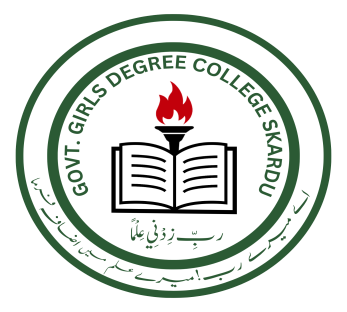 GOVT. GIRLS DEGREE COLLEGE SKARDU
رَبِّ زِدْنِي عِلْمًا
اے میرے رب! میرے علم میں اضافہ فرما